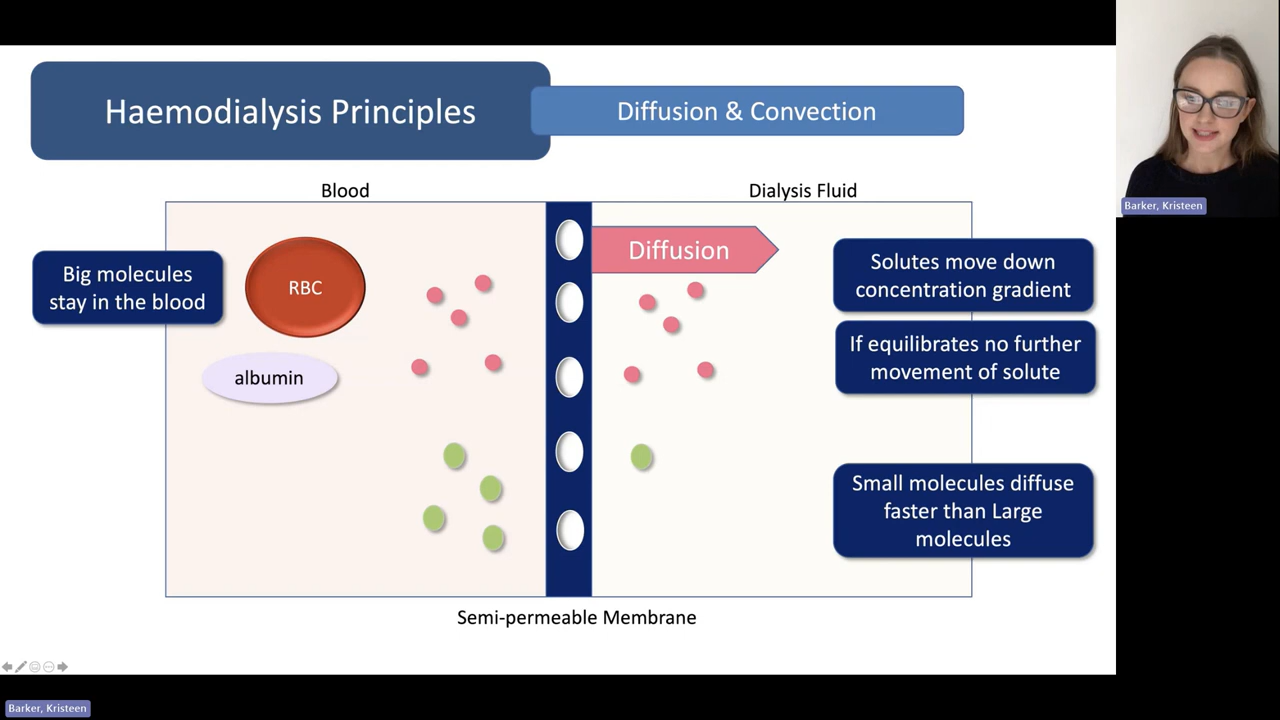 Haemodialysis Principles
Diffusion & Convection
Blood
Dialysis Fluid
Big molecules
stay in the blood
RBC
albumin
Diffusion
Solutes move down
concentration gradient
If equilibrates no further
movement of solute
Small molecules diffuse
faster than Large
molecules
Semi-permeable Membrane
Barker, Kristeen
Barker, Kristeen